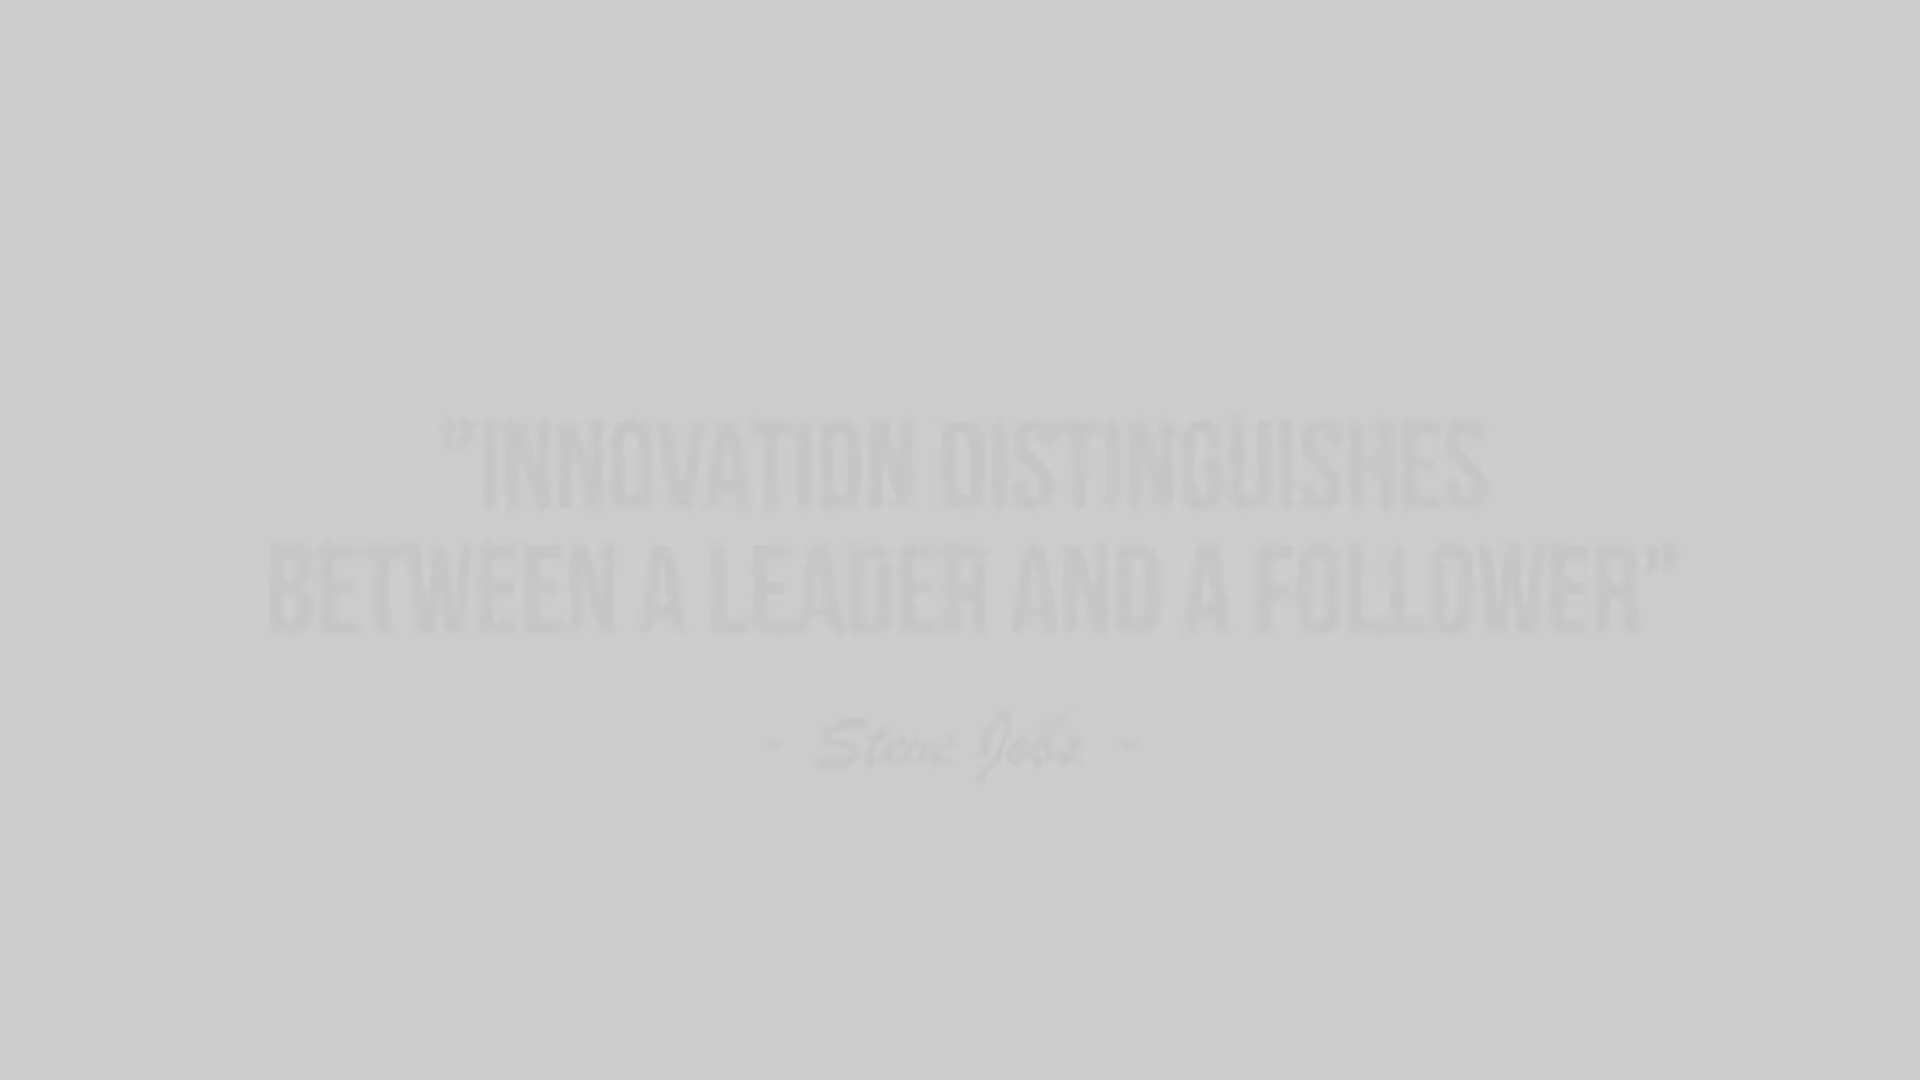 "INNOVATION DISTINGUISHES
BETWEEN A LEADER AND A FOLLOWER"
- Steve Jobs -